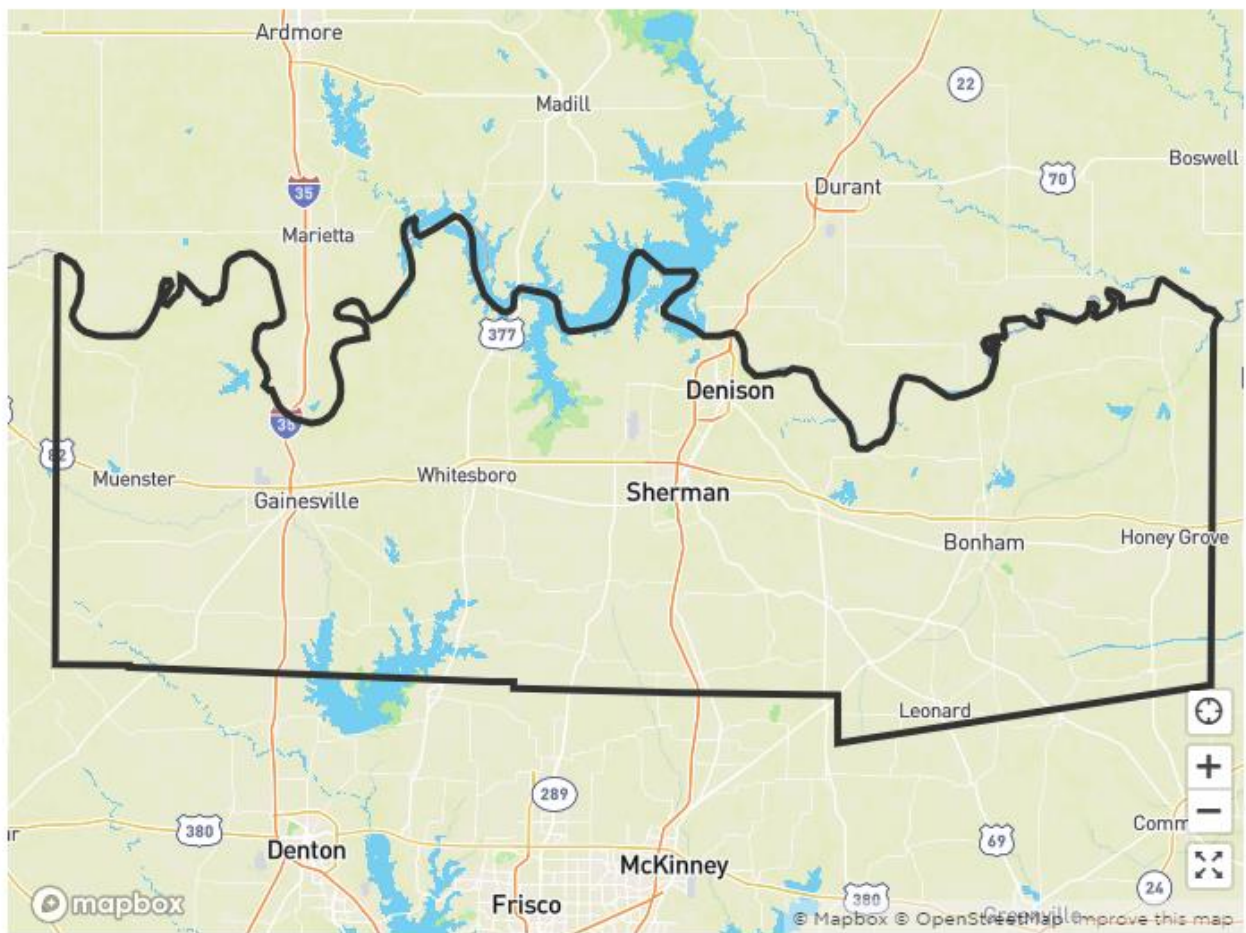 Ardmore
22
Madill
Boswell
70
Durant
35
Marietta
377
Denison
35
82
Muenster
Whitesboro
Sherman
Gainesville
Bonham
Honey Grove
Leonard
289
380
69
Comm
Denton
McKinney
24
380
Frisco
mapbox
© Mapbox © OpenStreetMap Improve this map
Greenville